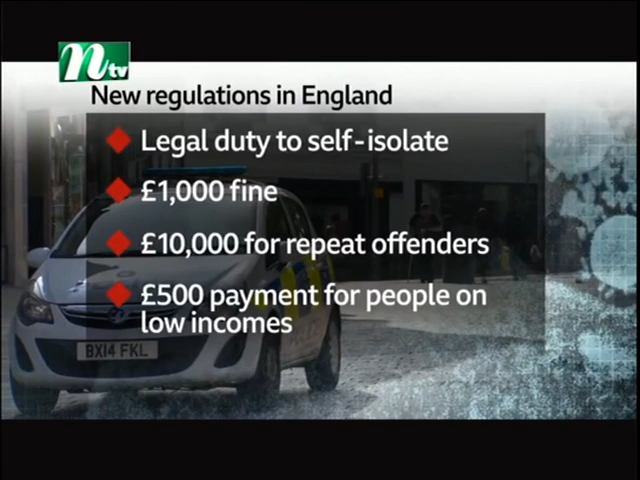 ntv
New regulations in England
Legal duty to self-isolate
£1,000 fine
£10,000 for repeat offenders
£500 payment for people on
low incomes
BX14 FKL